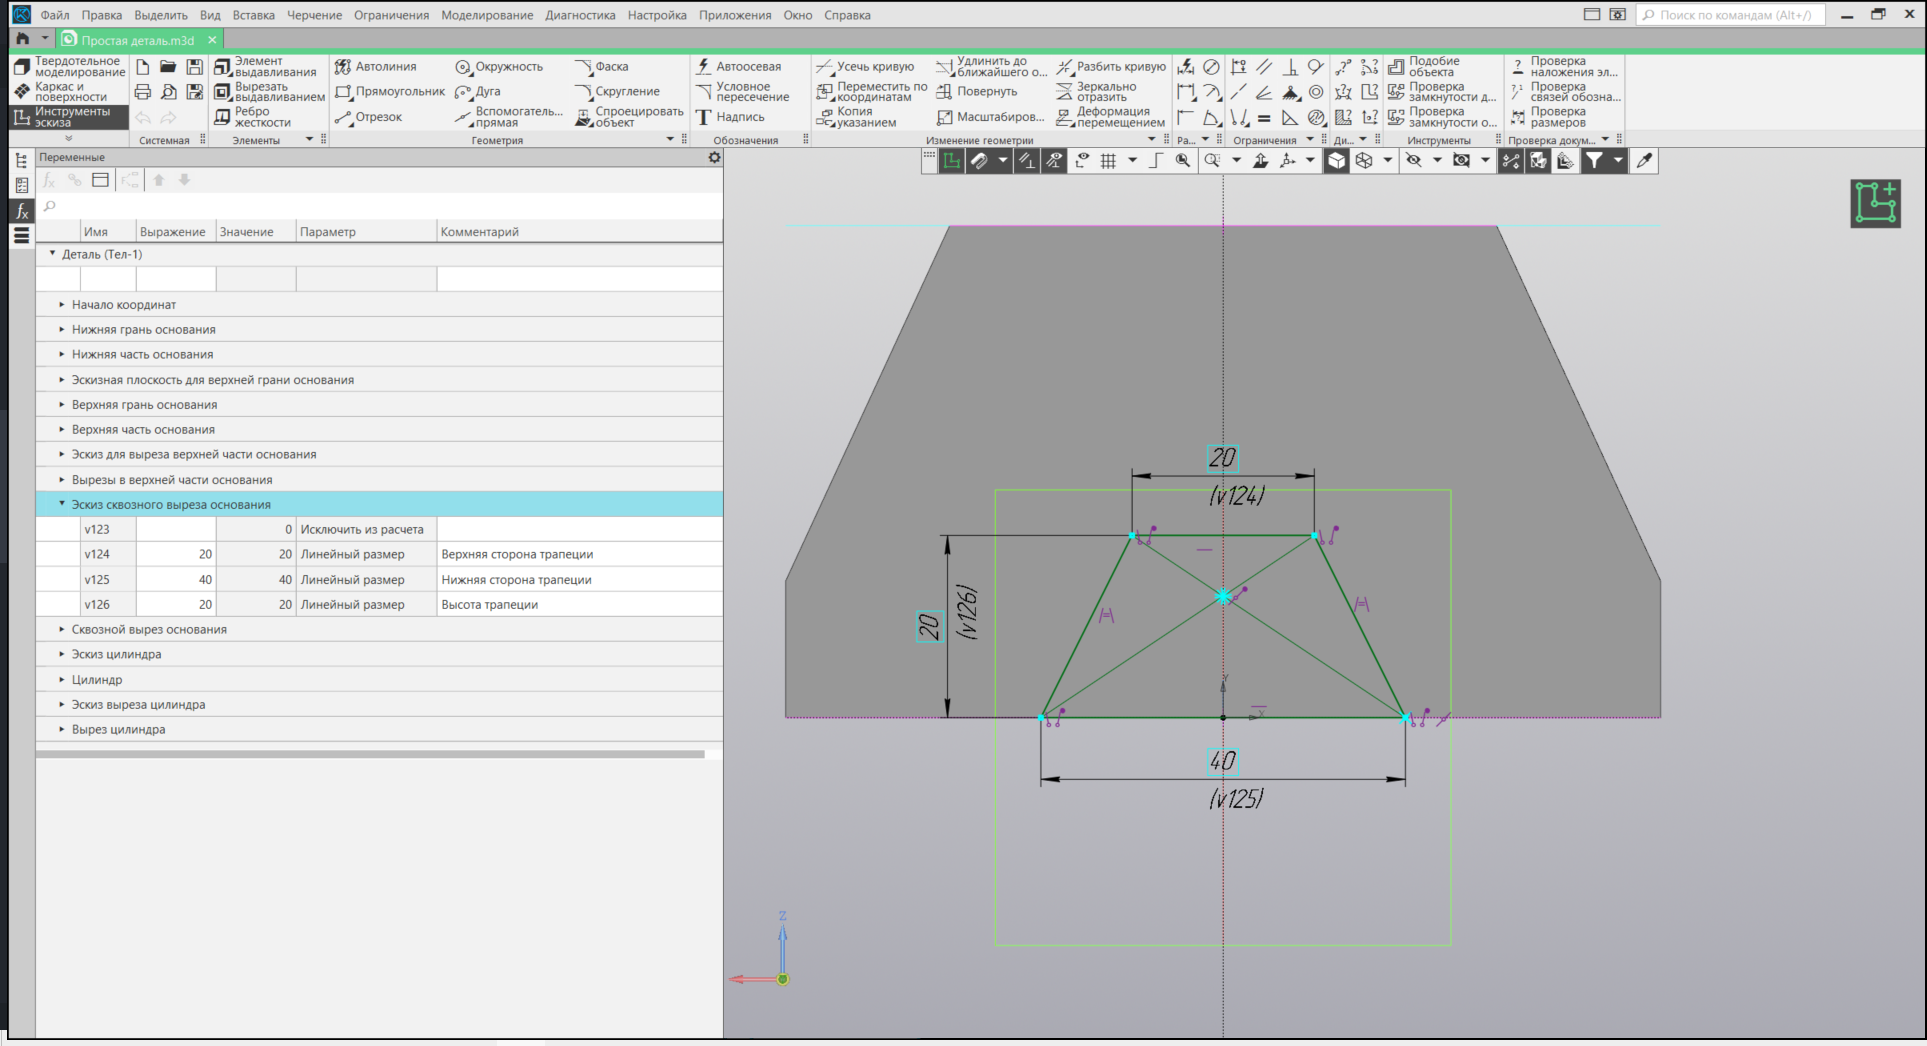 Файл Правка Выделить Вид Вставка Черчение Ограничения Моделирование Диагностика Настройка Приложения Окно Справка
Поиск по командам (Alt+/)
Простая деталь.m3d
Твердотельное моделирование
Каркас и поверхности
Инструменты эскиза
Системная
Элемент выдавливания
Вырезать выдавливанием
Ребро жесткости
Элементы
Автолиния
Прямоугольник
Отрезок
Окружность
Дуга
Вспомогатель... прямая
Фаска
Скругление
Спроецировать объект
Геометрия
Автоосевая
Условное пересечение
Надпись
Обозначения
Усечь кривую
Переместить по координатам
Копия указанием
Удлинить до ближайшего о...
Повернуть
Масштабиров...
Разбить кривую
Зеркально отразить
Деформация перемещением
Изменение геометрии
Ра...
Ограничения
Ди...
Подобие объекта
Проверка замкнутости д...
Проверка замкнутости о...
Инструменты
Проверка наложения эл...
Проверка связей обозна...
Проверка размеров
Проверка докум...
Переменные
Имя Выражение Значение Параметр Комментарий
Деталь (Тел-1)
Начало координат
Нижняя грань основания
Нижняя часть основания
Эскизная плоскость для верхней грани основания
Верхняя грань основания
Верхняя часть основания
Эскиз для выреза верхней части основания
Вырезы в верхней части основания
Эскиз сквозного выреза основания
v123 0 Исключить из расчета
v124 20 20 Линейный размер Верхняя сторона трапеции
v125 40 40 Линейный размер Нижняя сторона трапеции
v126 20 20 Линейный размер Высота трапеции
Сквозной вырез основания
Эскиз цилиндра
Цилиндр
Эскиз выреза цилиндра
Вырез цилиндра
20
(v124)
20
(v126)
Y
X
40
(v125)
Z